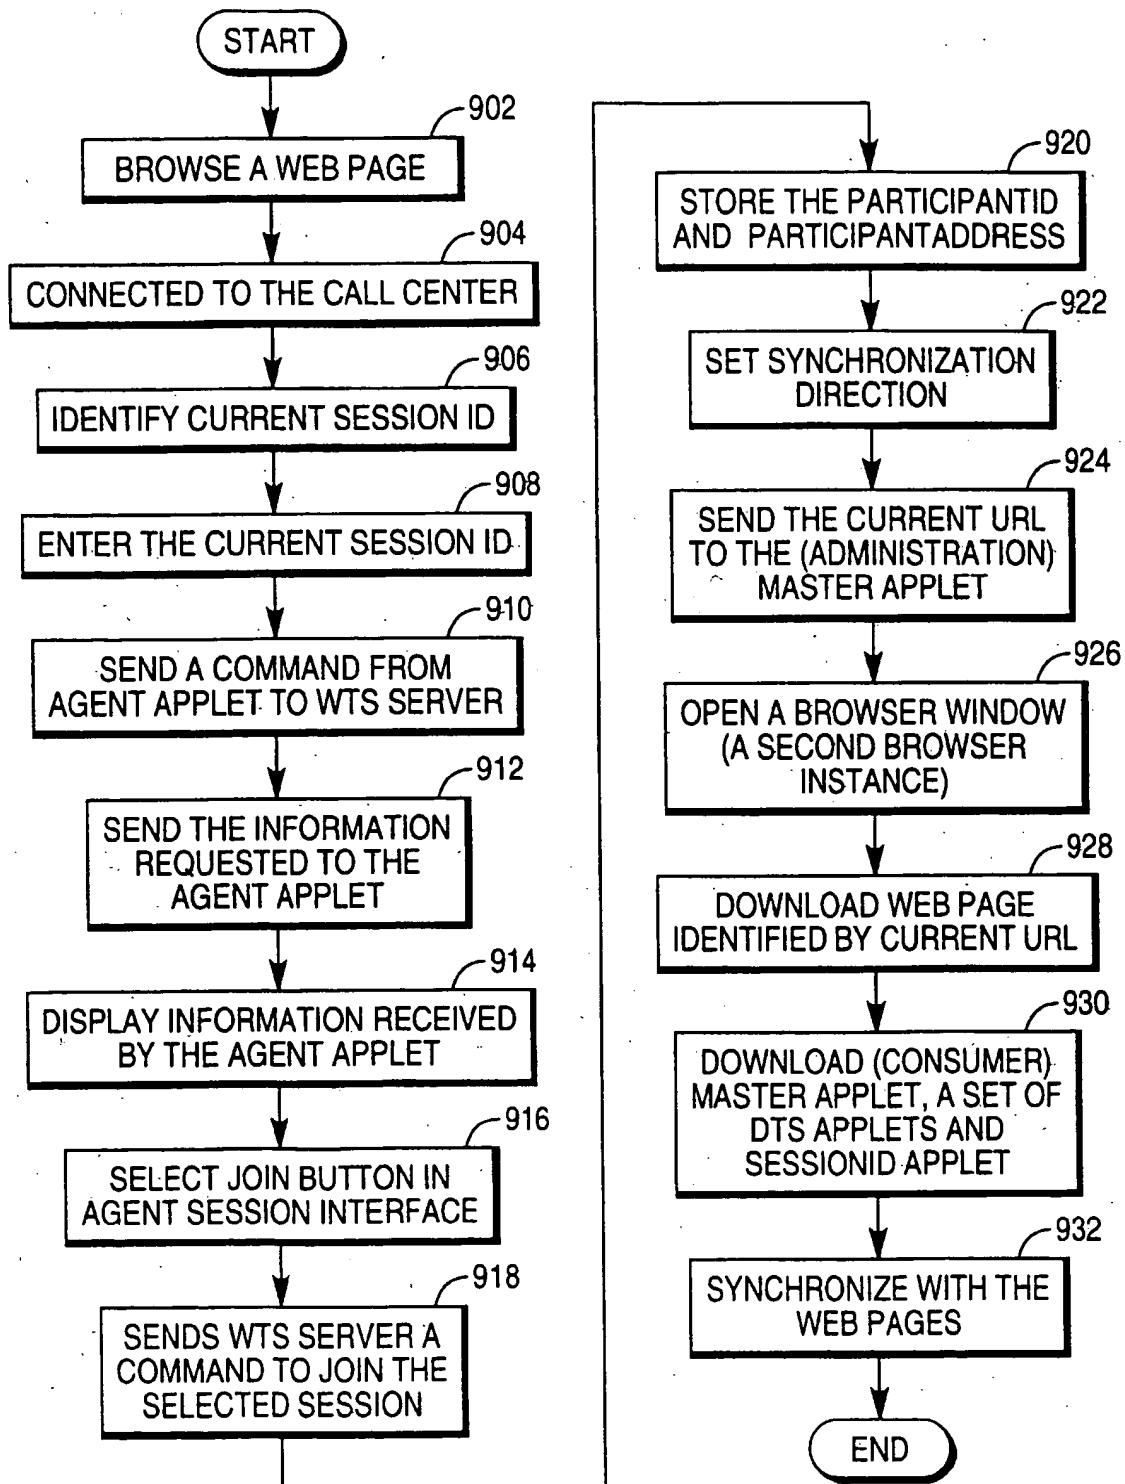 START
902
BROWSE A WEB PAGE
904
CONNECTED TO THE CALL CENTER
906
IDENTIFY CURRENT SESSION ID
908
ENTER THE CURRENT SESSION ID
910
SEND A COMMAND FROM
AGENT APPLET TO WTS SERVER
912
SEND THE INFORMATION
REQUESTED TO THE
AGENT APPLET
914
DISPLAY INFORMATION RECEIVED
BY THE AGENT APPLET
916
SELECT JOIN BUTTON IN
AGENT SESSION INTERFACE
918
SENDS WTS SERVER A
COMMAND TO JOIN THE
SELECTED SESSION
920
STORE THE PARTICIPANTID
AND PARTICIPANTADDRESS
922
SET SYNCHRONIZATION
DIRECTION
924
SEND THE CURRENT URL
TO THE (ADMINISTRATION)
MASTER APPLET
926
OPEN A BROWSER WINDOW
(A SECOND BROWSER
INSTANCE)
928
DOWNLOAD WEB PAGE
IDENTIFIED BY CURRENT URL
930
DOWNLOAD (CONSUMER)
MASTER APPLET, A SET OF
DTS APPLETS AND
SESSIONID APPLET
932
SYNCHRONIZE WITH THE
WEB PAGES
END